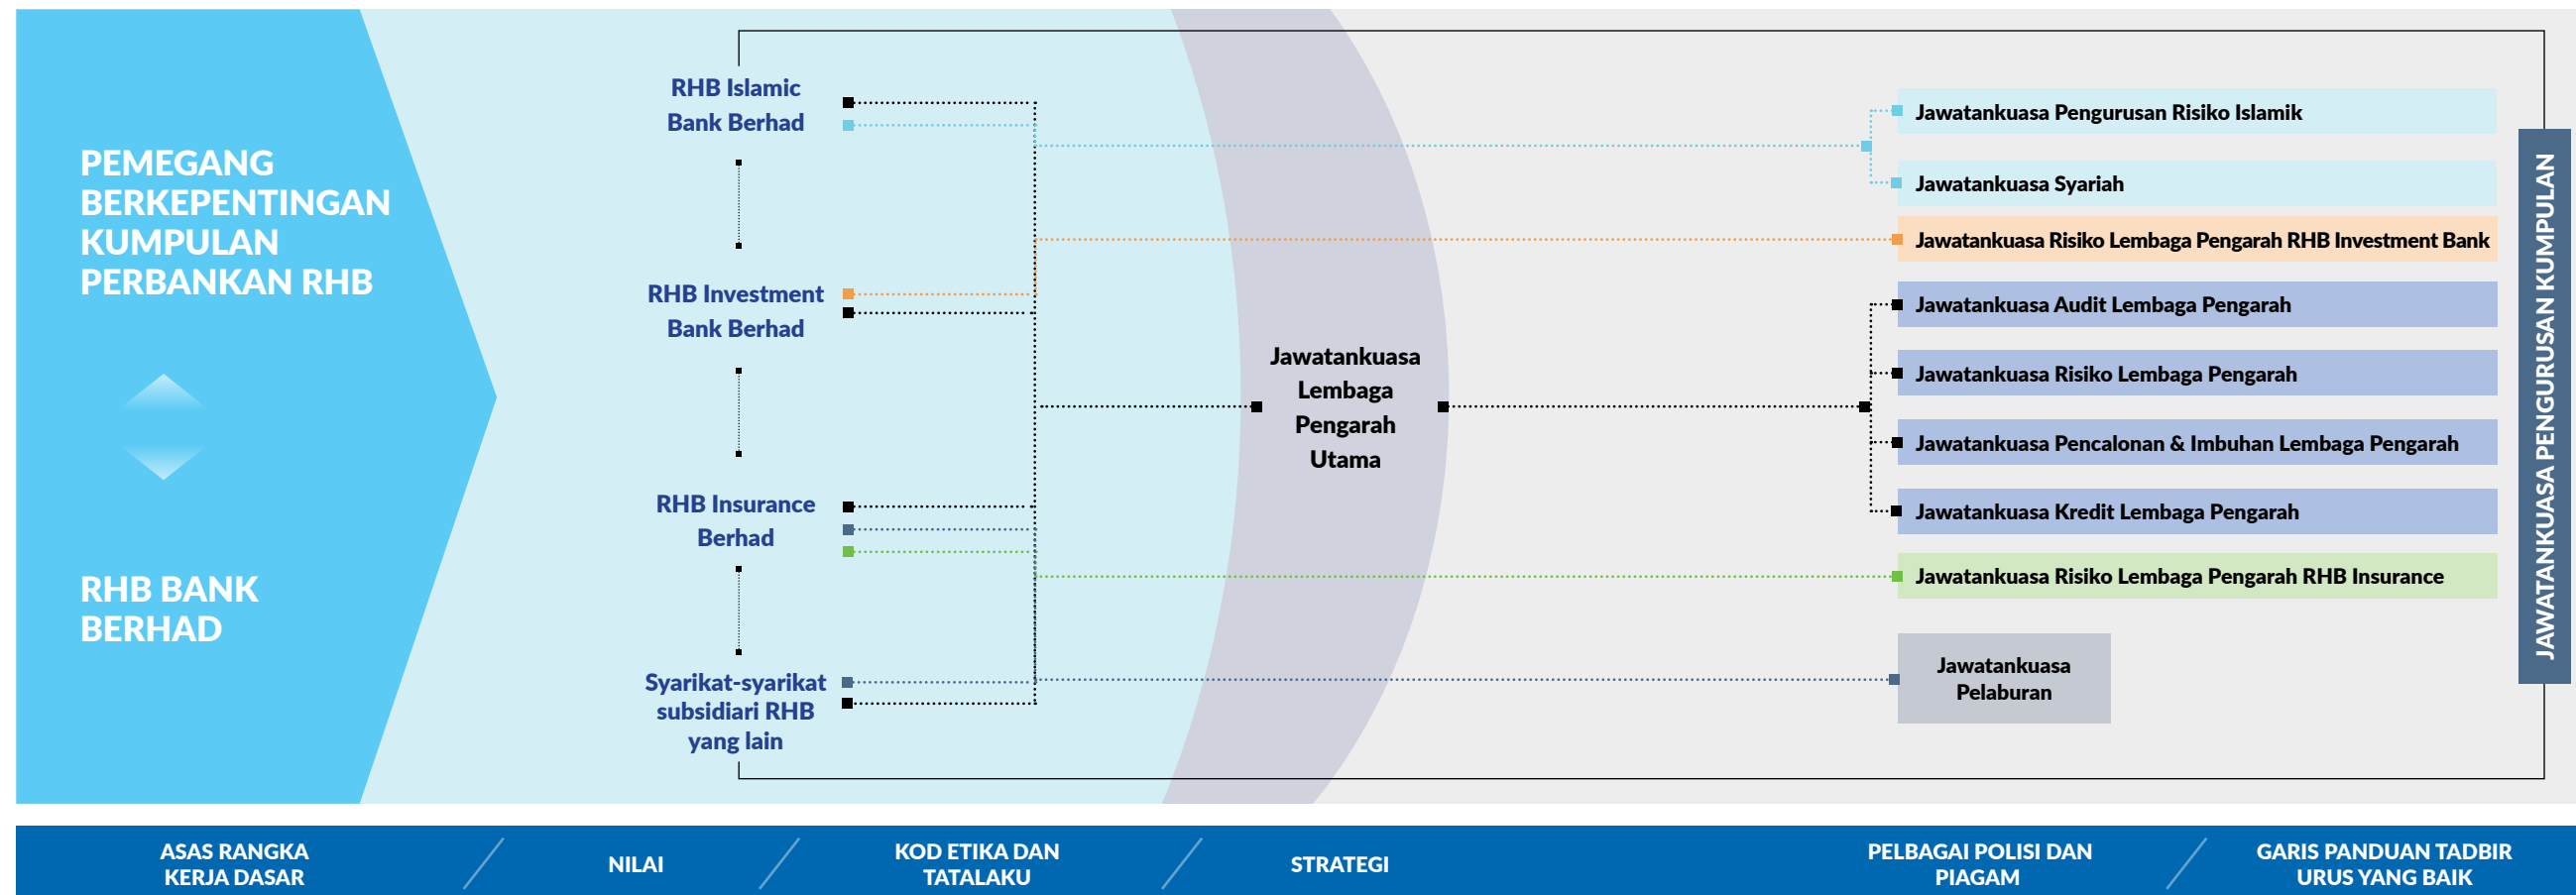 PEMEGANG
BERKEPENTINGAN
KUMPULAN
PERBANKAN RHB
RHB BANK
BERHAD
RHB Islamic
Bank Berhad
RHB Investment
Bank Berhad
RHB Insurance
Berhad
Syarikat-syarikat
subsidiari RHB
yang lain
Jawatankuasa
Lembaga
Pengarah
Utama
Jawatankuasa Pengurusan Risiko Islamik
Jawatankuasa Syariah
Jawatankuasa Risiko Lembaga Pengarah RHB Investment Bank
Jawatankuasa Audit Lembaga Pengarah
Jawatankuasa Risiko Lembaga Pengarah
Jawatankuasa Pencalonan & Imbuhan Lembaga Pengarah
Jawatankuasa Kredit Lembaga Pengarah
Jawatankuasa Risiko Lembaga Pengarah RHB Insurance
Jawatankuasa
Pelaburan
JAWATANKUASA PENGURUSAN KUMPULAN
ASAS RANGKA
KERJA DASAR
NILAI
KOD ETIKA DAN
TATALAKU
STRATEGI
PELBAGAI POLISI DAN
PIAGAM
GARIS PANDUAN TADBIR
URUS YANG BAIK